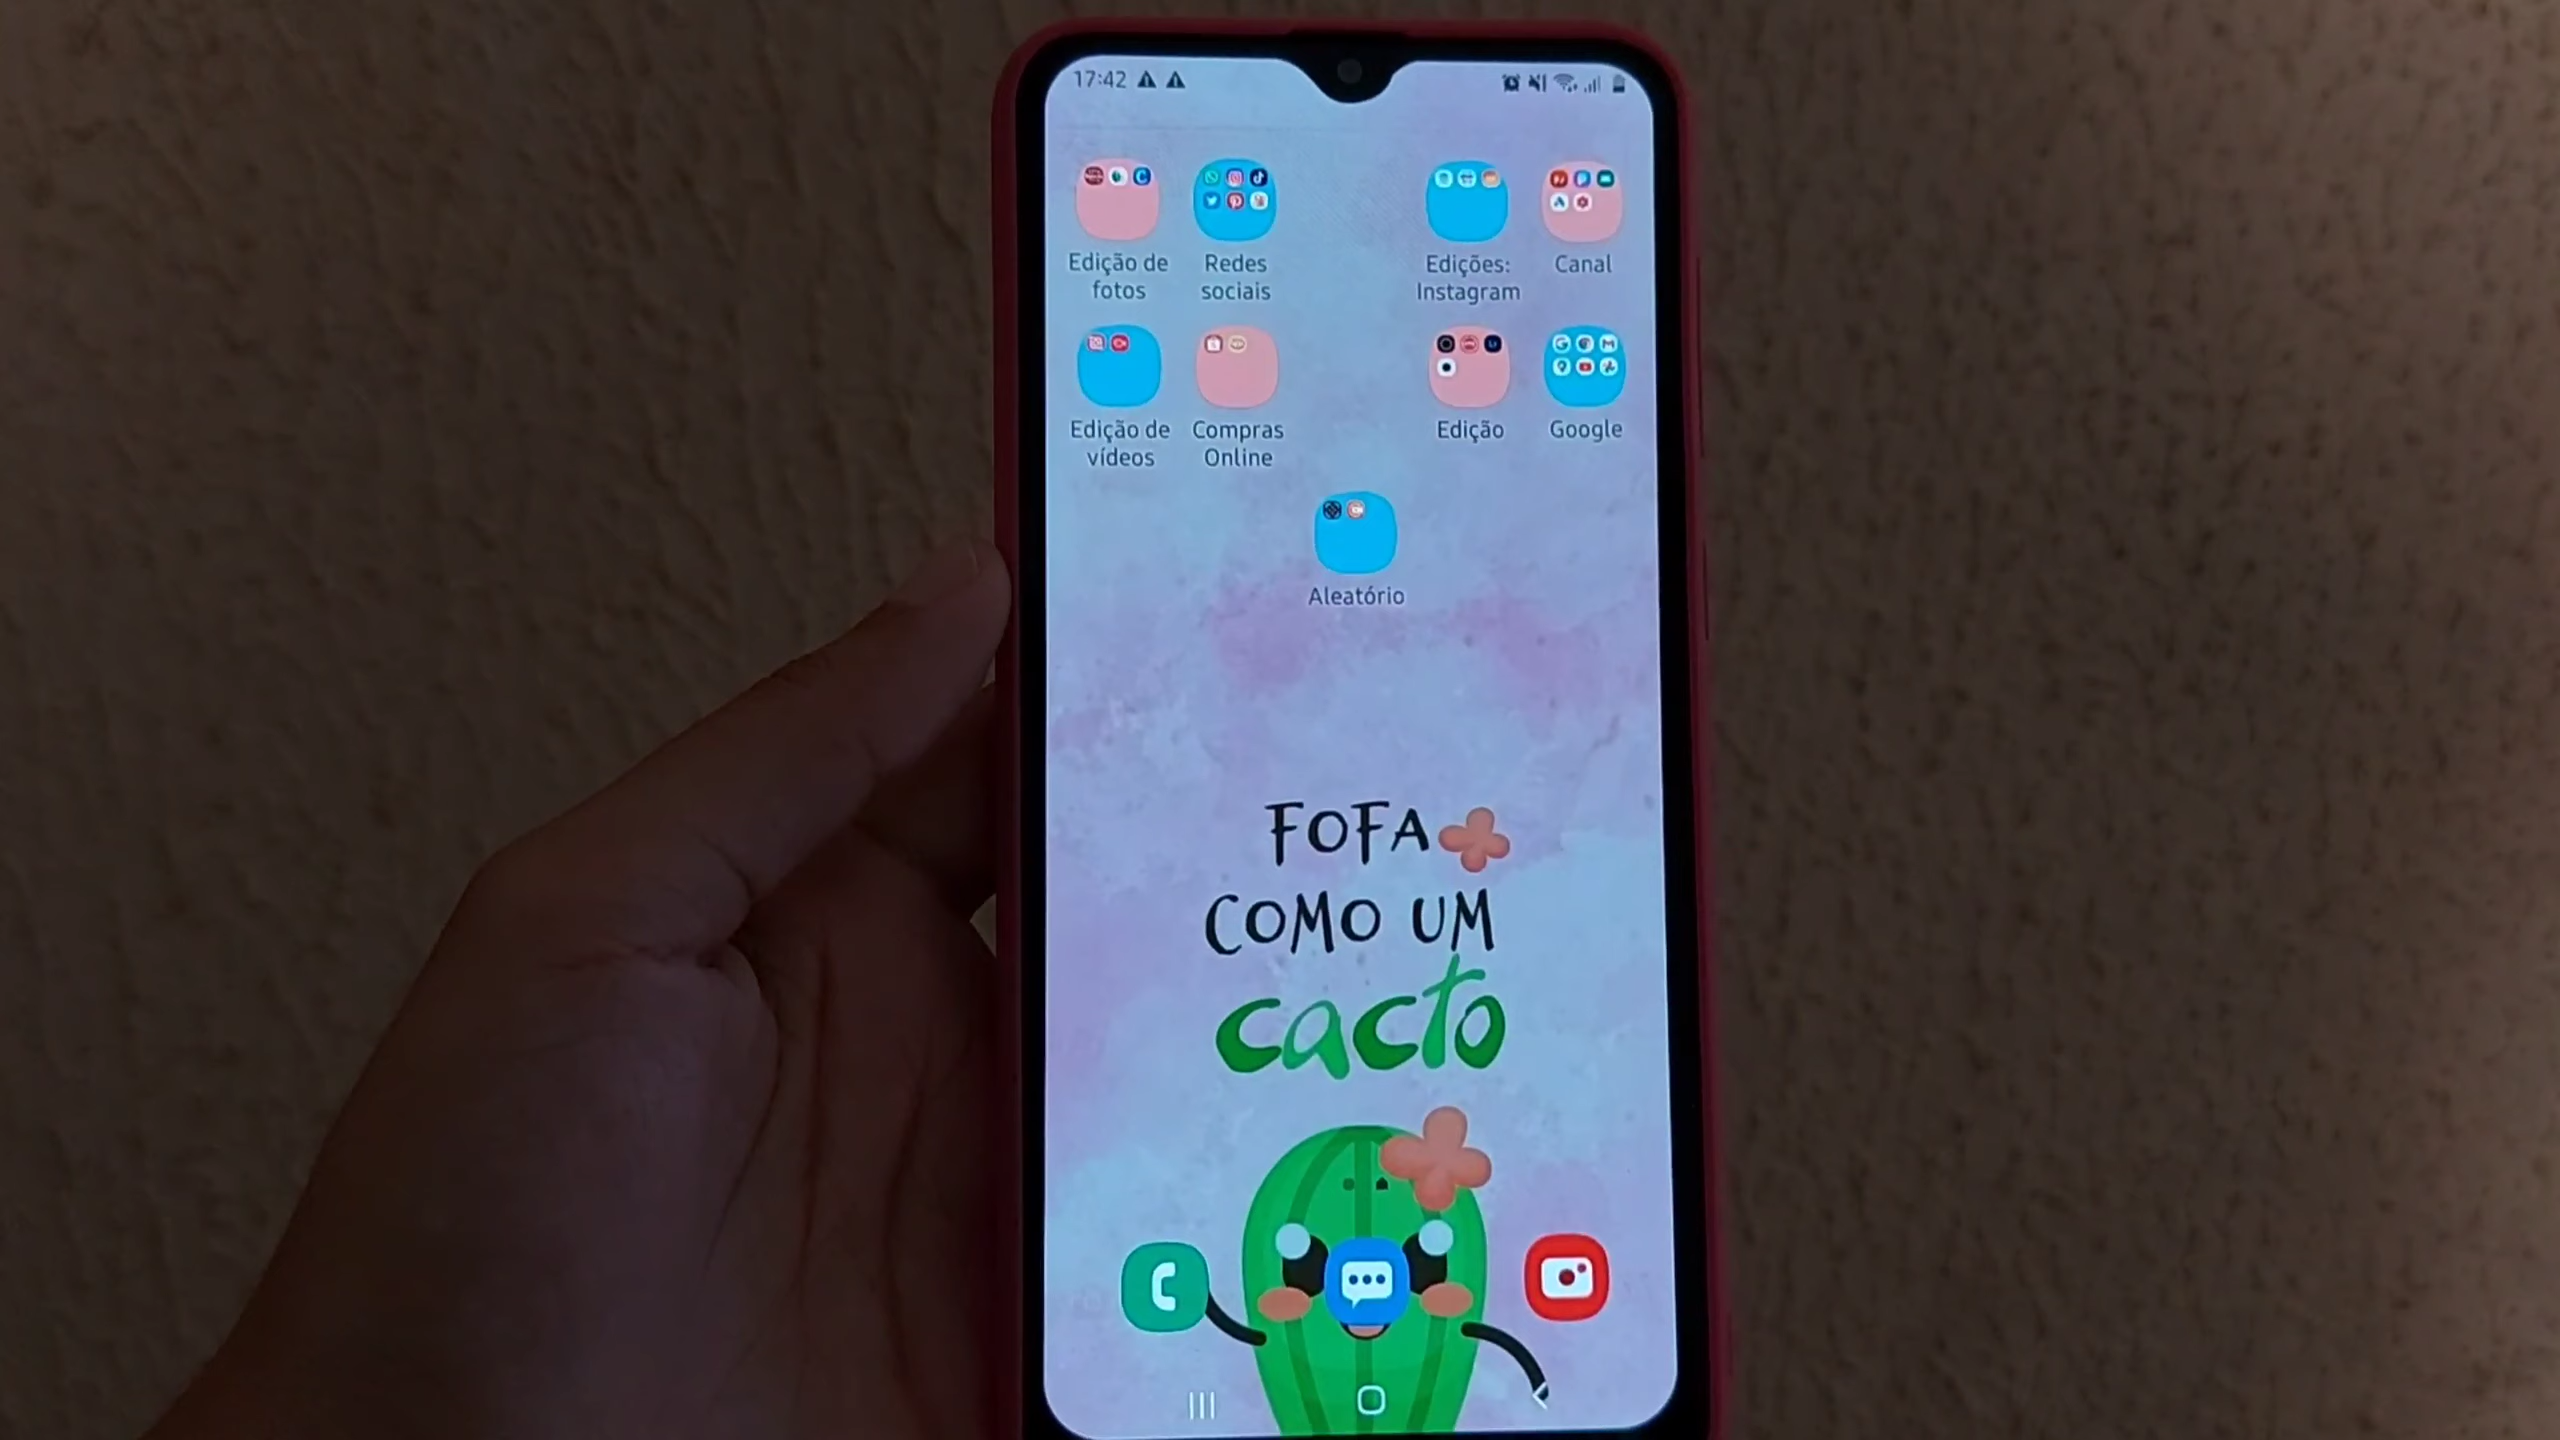 17:42
Edição de
fotos
Redes
sociais
Edições:
Instagram
Canal
Edição de
vídeos
Compras
Online
Edição
Google
Aleatório
FOFA
COMO UM
cacto